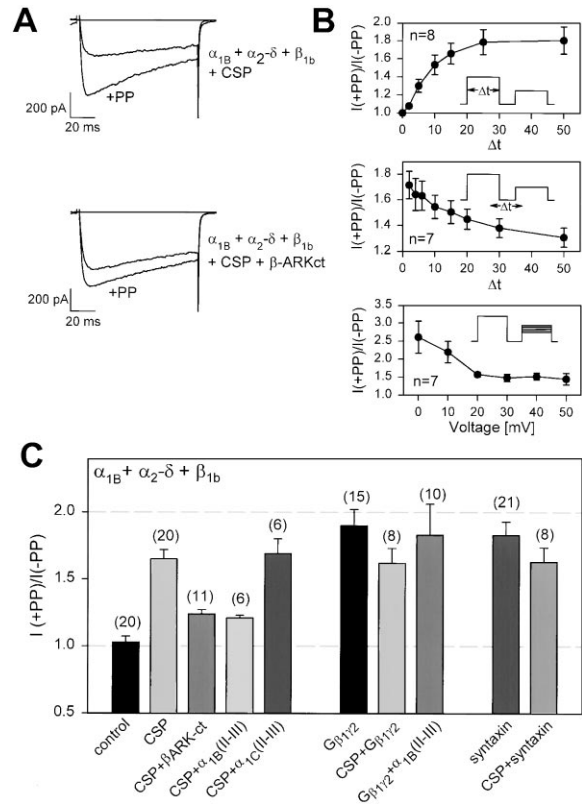 A
α1B + α2-δ + β1b
+ CSP
+PP
200 pA
20 ms
α1B + α2-δ + β1b
+ CSP + β-ARKct
+PP
200 pA
20 ms
B
I(+PP)/I(-PP)
2.0
1.8
1.6
1.4
1.2
1.0
n=8
Δt
0 10 20 30 40 50
Δt
I(+PP)/I(-PP)
1.8
1.6
1.4
1.2
n=7
Δt
0 10 20 30 40 50
Δt
I(+PP)/I(-PP)
3.5
3.0
2.5
2.0
1.5
1.0
n=7
0 10 20 30 40 50
Voltage [mV]
C
α1B + α2-δ + β1b
I (+PP)/I(-PP)
2.0
1.5
1.0
0.5
(20)
(20)
(11)
(6)
(6)
(15)
(8)
(10)
(21)
(8)
control
CSP
CSP+βARK-ct
CSP+α1B(II-III)
CSP+α1C(II-III)
Gβ1γ2
CSP+Gβ1γ2
Gβ1γ2+α1B(II-III)
syntaxin
CSP+syntaxin